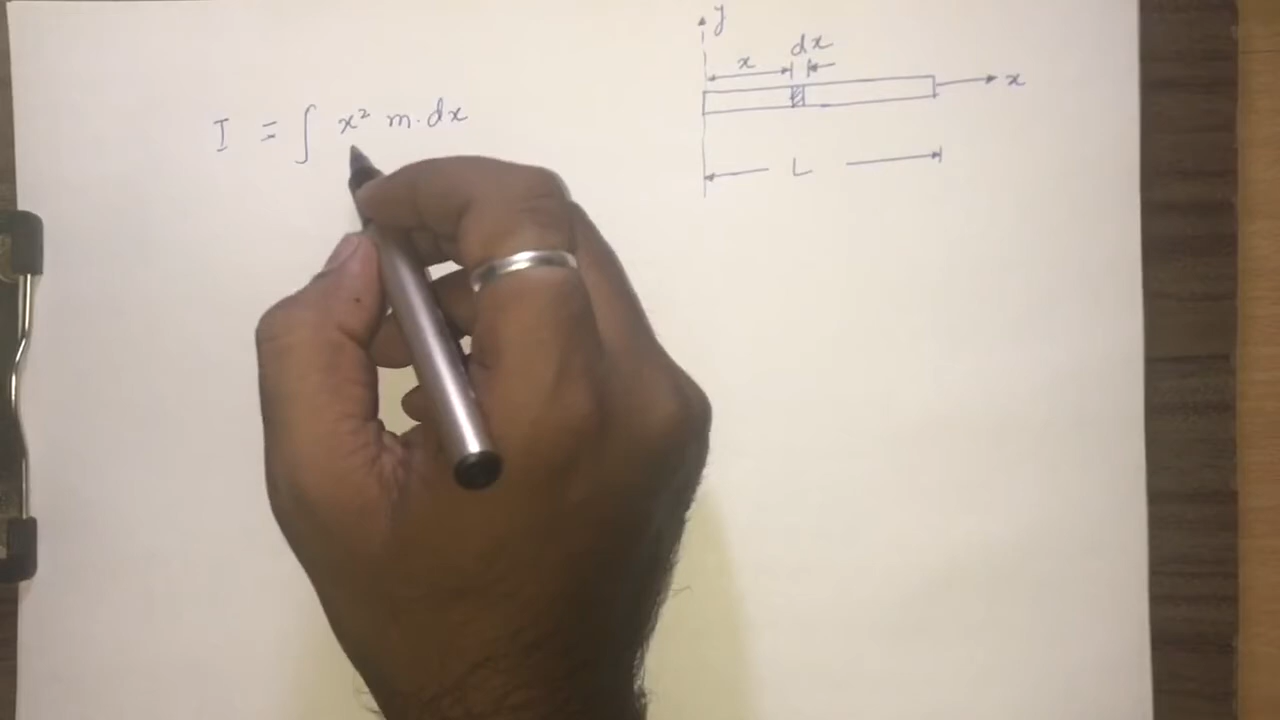 I = ∫ x² m.dx
y
dx
x
x
L